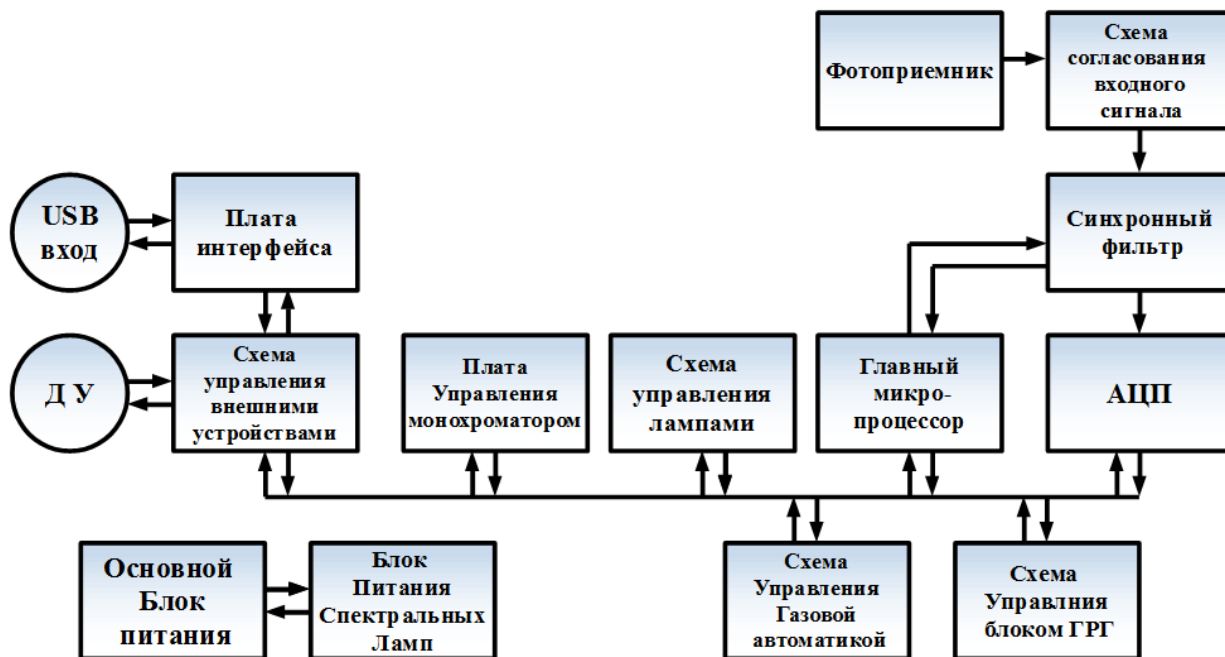 Фотоприемник
Схема
согласования
входного
сигнала
USB
вход
Плата
интерфейса
Синхронный
фильтр
Д У
Схема
управления
внешними
устройствами
Плата
Управления
монохроматором
Схема
управления
лампами
Главный
микро-
процессор
АЦП
Основной
Блок
питания
Блок
Питания
Спектральных
Ламп
Схема
Управления
Газовой
автоматикой
Схема
Управлния
блоком ГРГ